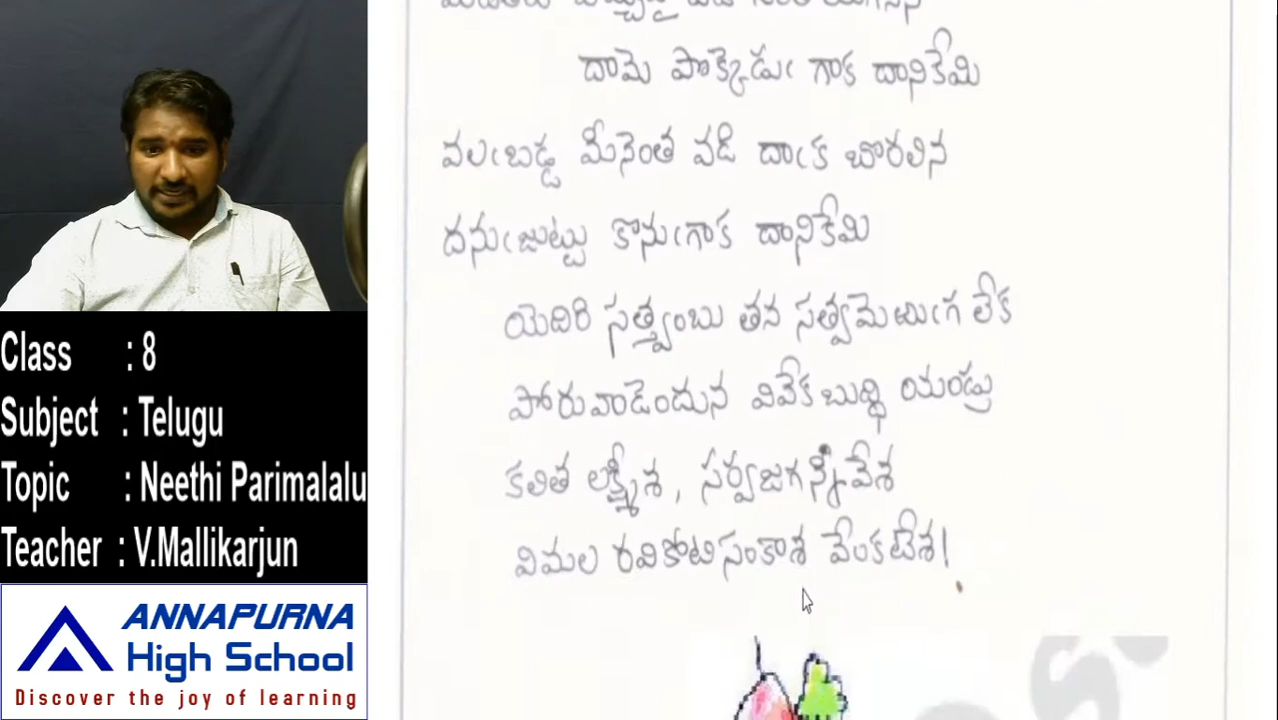 దామె పొక్కెడుఁ గాక దానికేమి
వలఁబడ్డ మీనెంత వడి దాఁక బొరలిన
దనుఁజుట్టు కొనుఁగాక దానికేమి
యెదిరి సత్త్వంబు తన సత్వమెఱుఁగ లేక
పోరువాఁడెందున వివేకబుద్ధి యండ్రు
కలిత లక్ష్మీశ, సర్వజగన్నివేశ
విమల రవికోటిసంకాశ వేంకటేశ!
Class : 8
Subject : Telugu
Topic : Neethi Parimalalu
Teacher : V.Mallikarjun
ANNAPURNA
High School
Discover the joy of learning